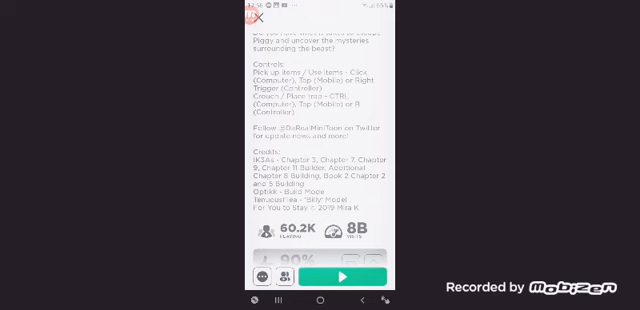 Piggy and uncover the mysteries
surrounding the beast?
Controls:
Pick up items / Use items - Click
(Computer), Tap (Mobile) or Right
Trigger (Controller)
Crouch / Place trap - CTRL
(Computer), Tap (Mobile) or B
(Controller)
Follow @DaRealMiniToon on Twitter
for update news and more!
Credits:
IK3As - Chapter 3, Chapter 7, Chapter
9, Chapter 11 Builder, Additional
Chapter 8 Building, Book 2 Chapter 2
and 5 Building
Optikk - Build Mode
TenuousFlea - 'Billy' Model
For You to Stay © 2019 Mira K
60.2K
PLAYING
8B
VISITS
90%
Recorded by MOBIZEN